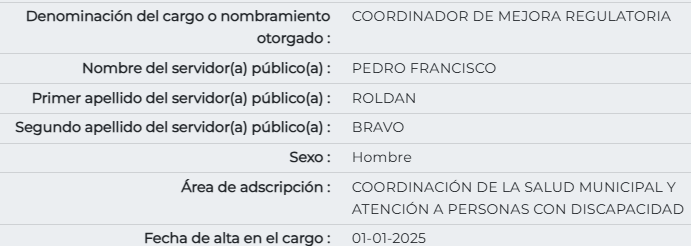 Denominación del cargo o nombramiento otorgado : COORDINADOR DE MEJORA REGULATORIA
Nombre del servidor(a) público(a) : PEDRO FRANCISCO
Primer apellido del servidor(a) público(a) : ROLDAN
Segundo apellido del servidor(a) público(a) : BRAVO
Sexo : Hombre
Área de adscripción : COORDINACIÓN DE LA SALUD MUNICIPAL Y ATENCIÓN A PERSONAS CON DISCAPACIDAD
Fecha de alta en el cargo : 01-01-2025